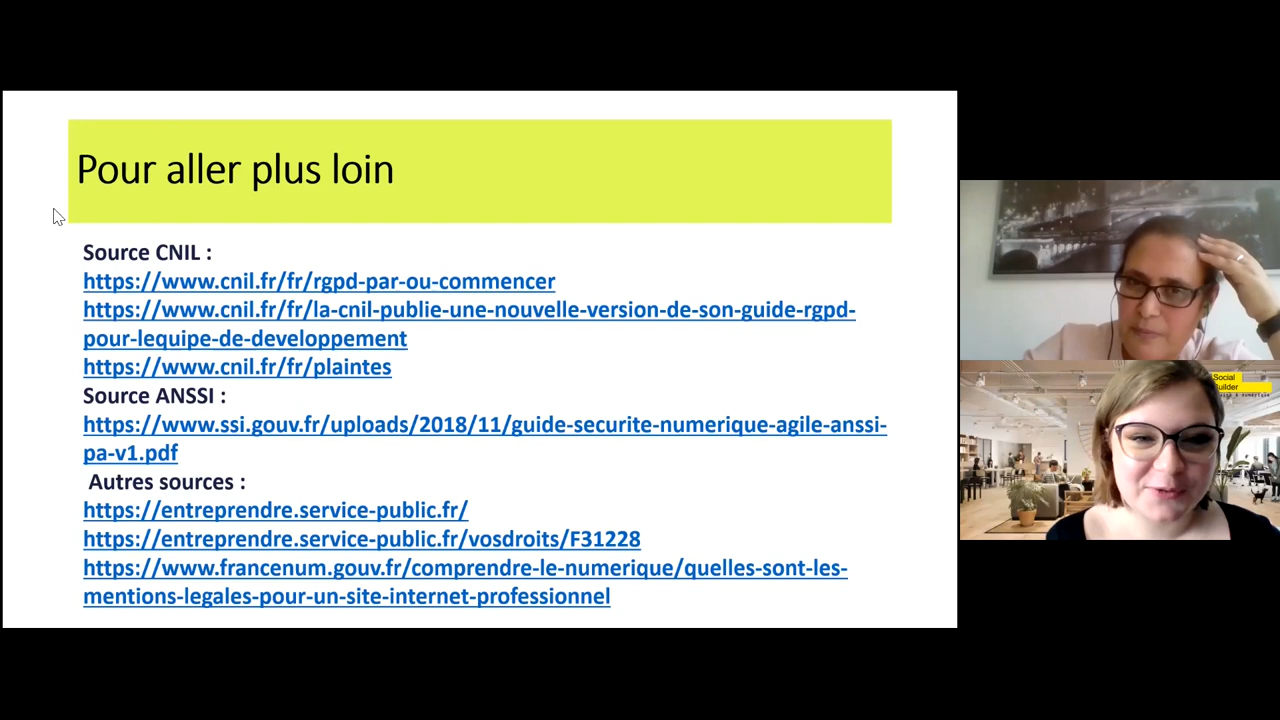 Pour aller plus loin
Source CNIL :
https://www.cnil.fr/fr/rgpd-par-ou-commencer
https://www.cnil.fr/fr/la-cnil-publie-une-nouvelle-version-de-son-guide-rgpd-
pour-lequipe-de-developpement
https://www.cnil.fr/fr/plaintes
Source ANSSI :
https://www.ssi.gouv.fr/uploads/2018/11/guide-securite-numerique-agile-anssi-
pa-v1.pdf
Autres sources :
https://entreprendre.service-public.fr/
https://entreprendre.service-public.fr/vosdroits/F31228
https://www.francenum.gouv.fr/comprendre-le-numerique/quelles-sont-les-
mentions-legales-pour-un-site-internet-professionnel
Social
Builder